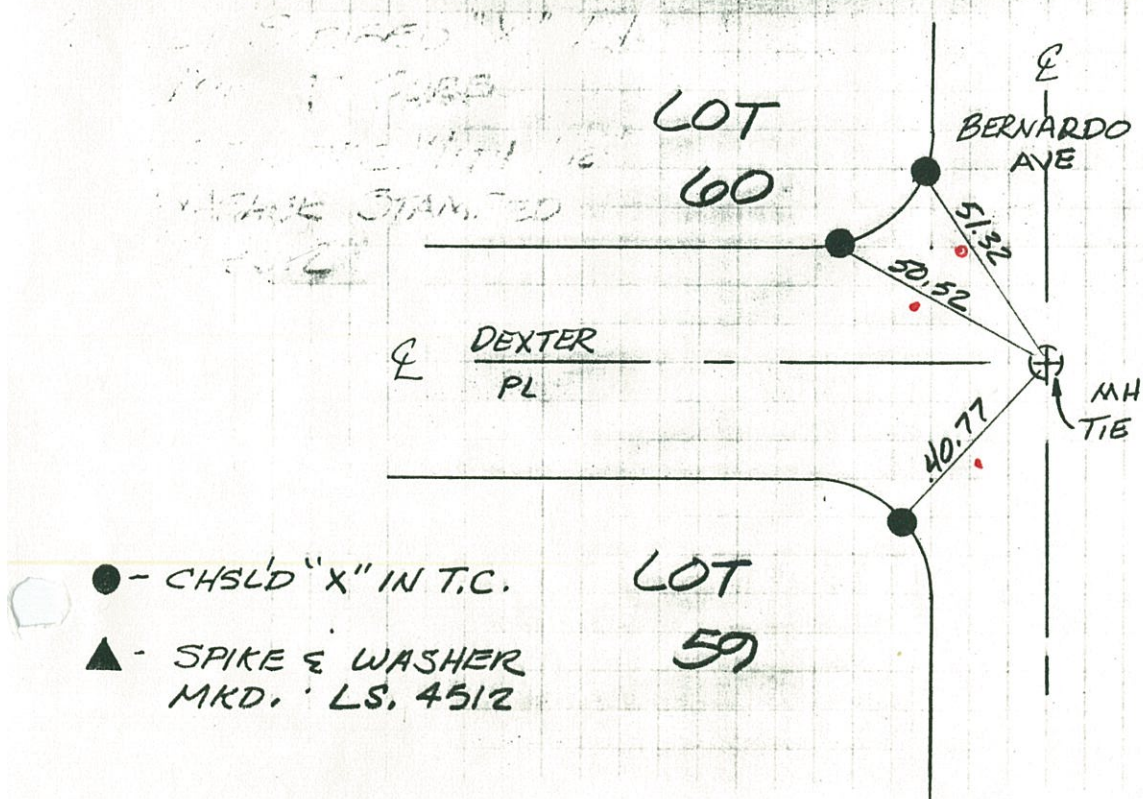 LOT
60
℄
BERNARDO
AVE
51.32
50.52
℄ DEXTER
PL
MH
TIE
40.77
LOT
59
- CHSL'D "X" IN T.C.
- SPIKE & WASHER
MKD. LS. 4512